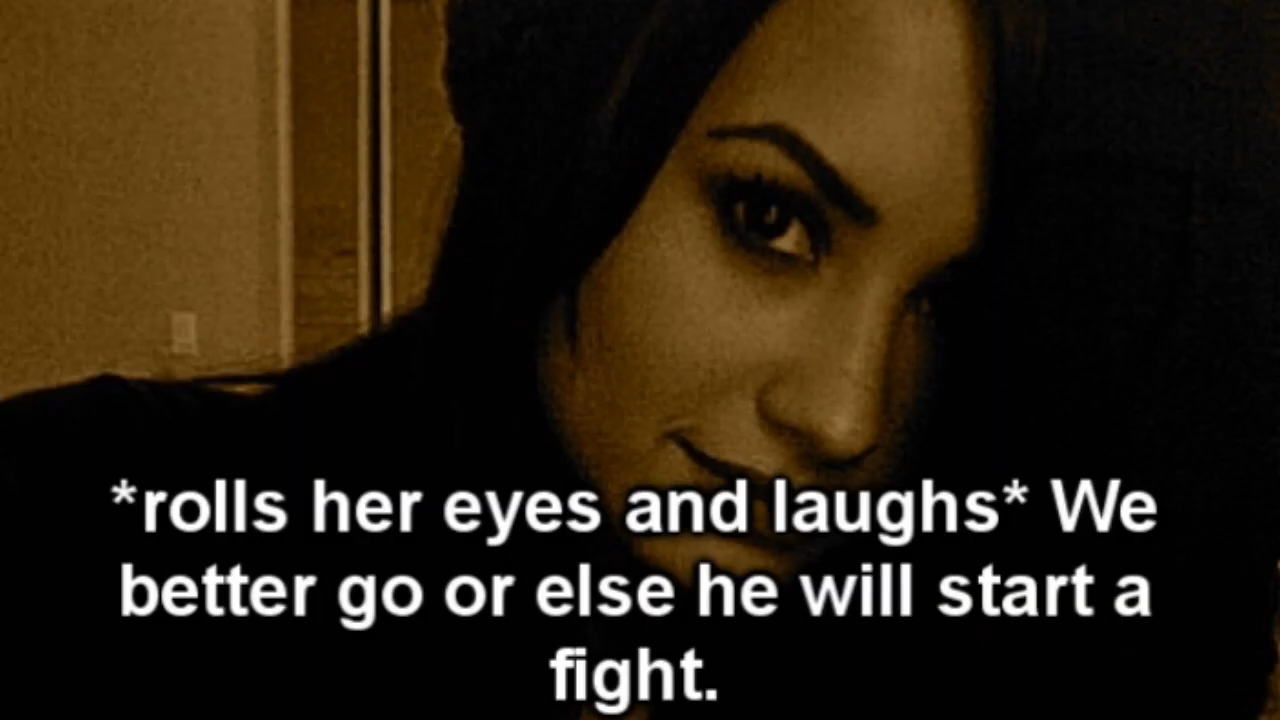 *rolls her eyes and laughs* We
better go or else he will start a
fight.